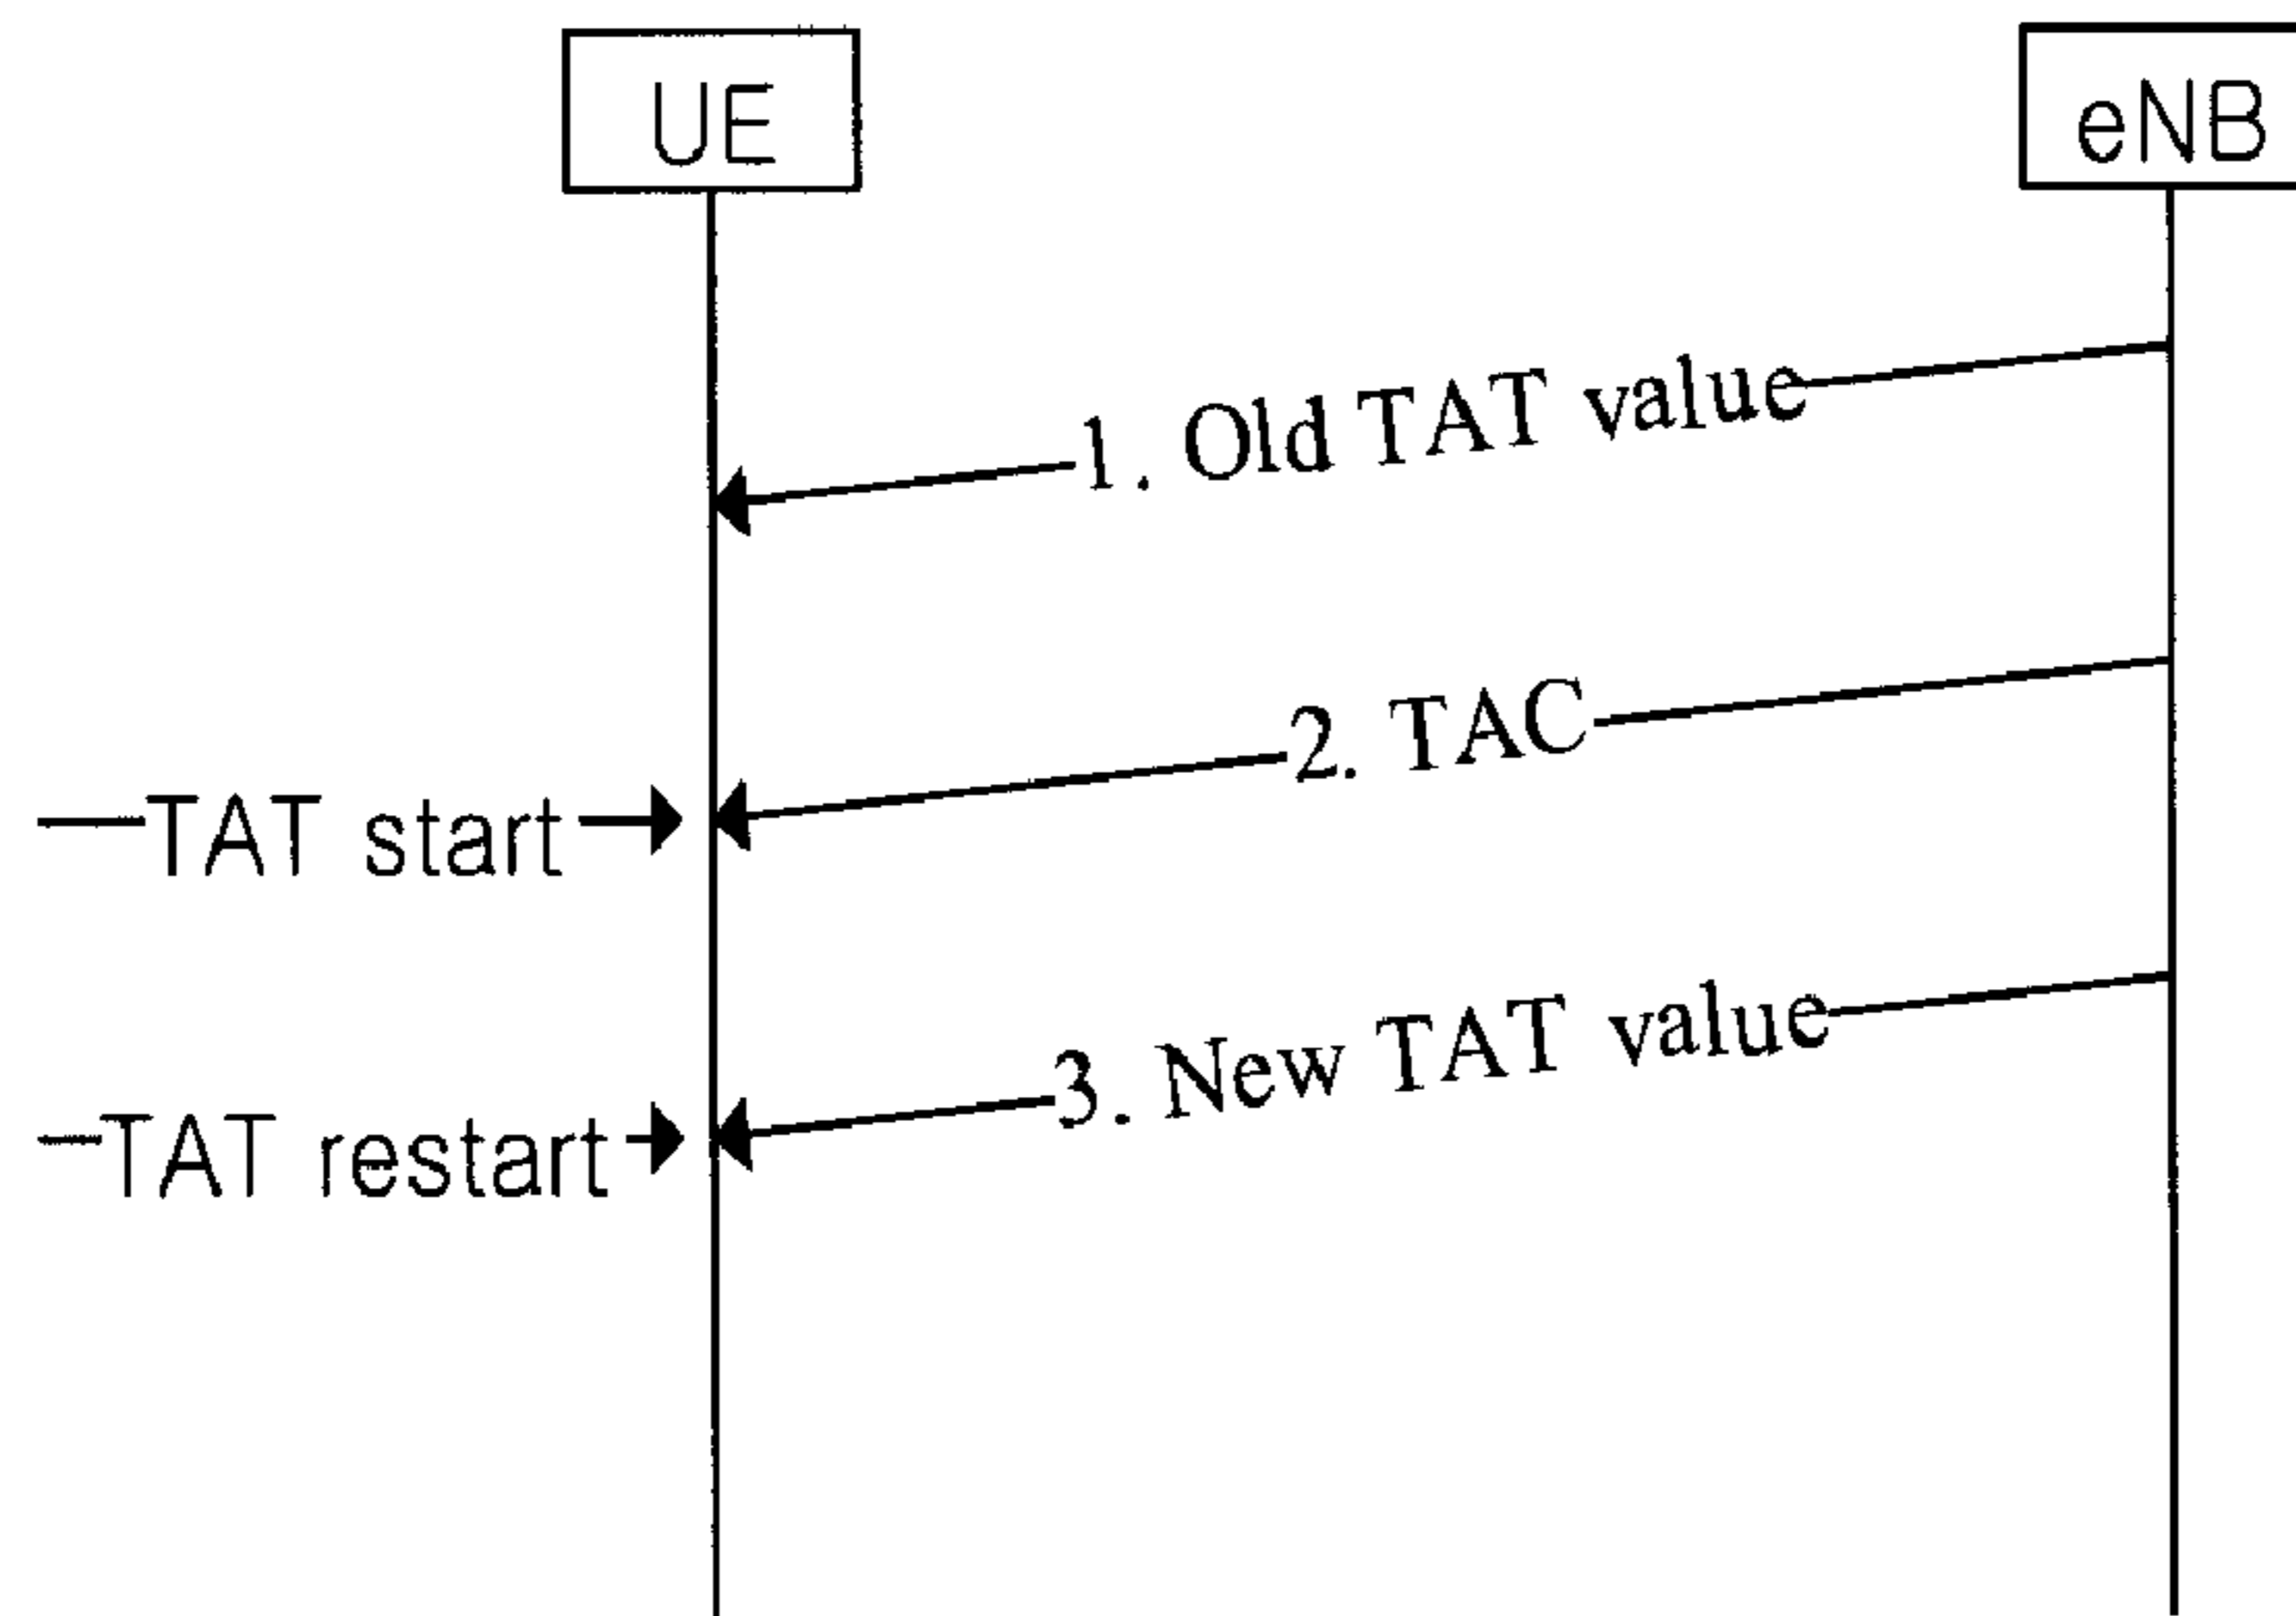 UE
eNB
1. Old TAT value
2. TAC
TAT start
3. New TAT value
TAT restart